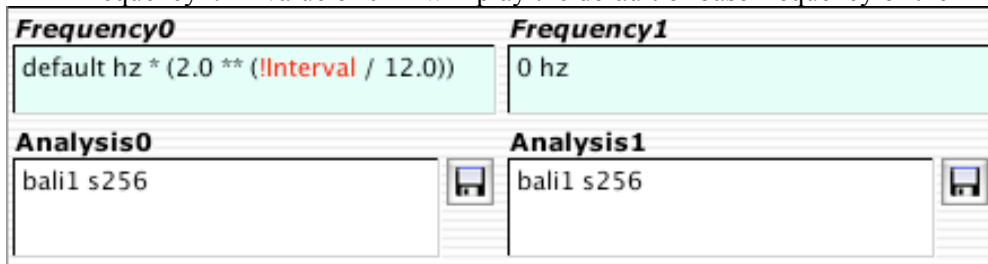 Frequency0 Frequency1
default hz * (2.0 ** (!Interval / 12.0)) 0 hz
Analysis0 Analysis1
bali1 s256 bali1 s256